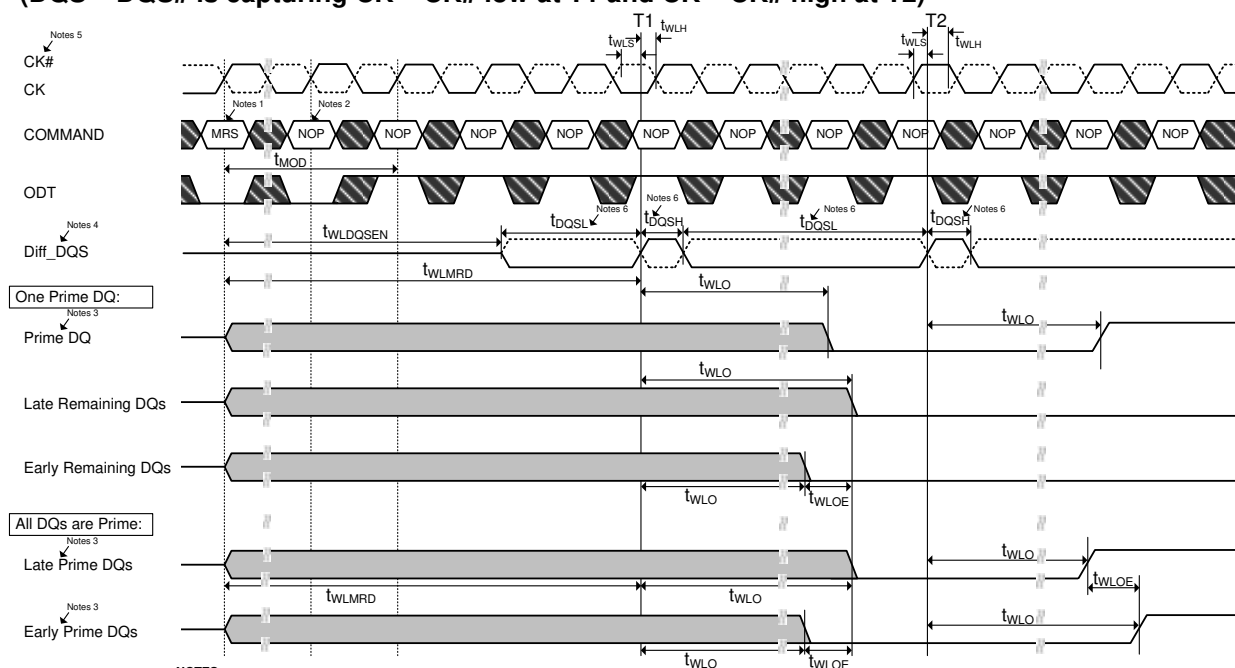 (DQS – DQS# is capturing CK – CK# low at T1 and CK – CK# high at T2)
T1 T2
tWLS tWLH tWLS tWLH
Notes 5
CK#
CK
Notes 1 Notes 2
COMMAND MRS NOP NOP NOP NOP NOP NOP NOP NOP NOP NOP NOP
tMOD
ODT
Notes 4 Notes 6 Notes 6 Notes 6 Notes 6
tDQSL tDQSH tDQSL tDQSH
tWLDQSEN
Diff_DQS
tWLMRD
tWLO
One Prime DQ:
Notes 3
tWLO
Prime DQ
tWLO
Late Remaining DQs
Early Remaining DQs
tWLO tWLOE
All DQs are Prime:
Notes 3
tWLO
Late Prime DQs
tWLOE
tWLMRD tWLO
Notes 3
tWLO
Early Prime DQs
tWLO tWLOE